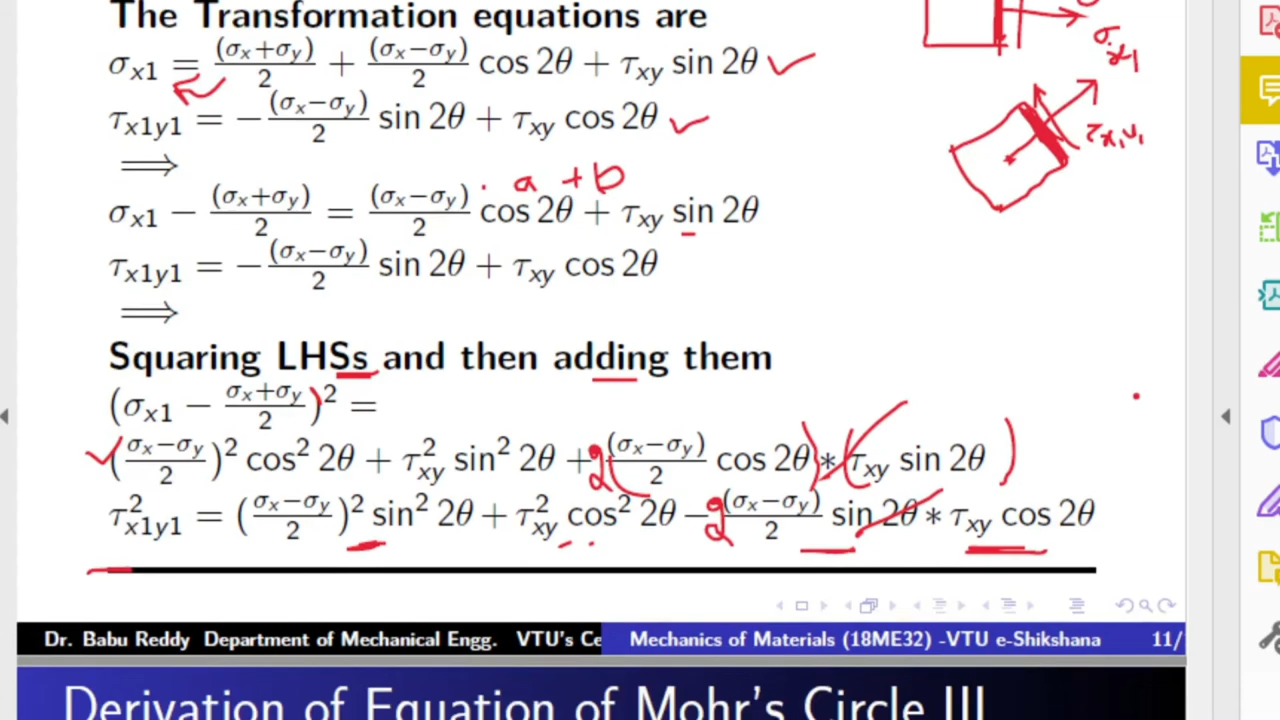 The Transformation equations are
σx1 = (σx+σy)/2 + (σx−σy)/2 cos 2θ + τxy sin 2θ
σx1
τx1y1 = −(σx−σy)/2 sin 2θ + τxy cos 2θ
τx1y1
⟹
a + b
σx1 − (σx+σy)/2 = (σx−σy)/2 cos 2θ + τxy sin 2θ
τx1y1 = −(σx−σy)/2 sin 2θ + τxy cos 2θ
⟹
Squaring LHSs and then adding them
(σx1 − (σx+σy)/2)² =
((σx−σy)/2)² cos² 2θ + τ²xy sin² 2θ + 2((σx−σy)/2 cos 2θ) * (τxy sin 2θ)
τ²x1y1 = ((σx−σy)/2)² sin² 2θ + τ²xy cos² 2θ − 2(σx−σy)/2 sin 2θ * τxy cos 2θ
Dr. Babu Reddy Department of Mechanical Engg. VTU's Ce Mechanics of Materials (18ME32) -VTU e-Shikshana 11/
Derivation of Equation of Mohr's Circle III